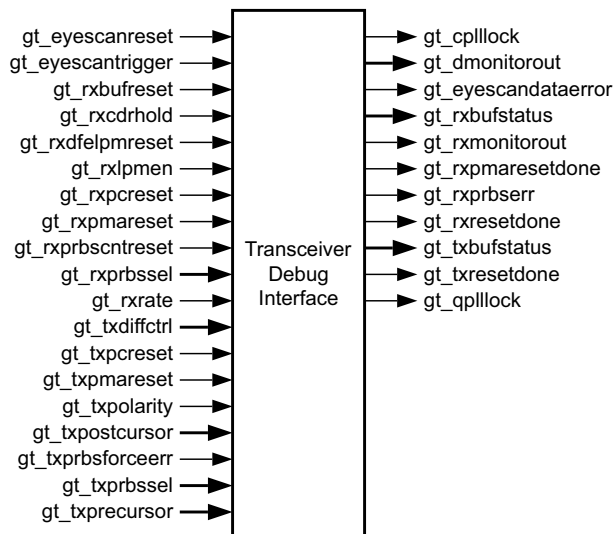 gt_eyescanreset
gt_eyescantrigger
gt_rxbufreset
gt_rxcdrhold
gt_rxdfelpmreset
gt_rxlpmen
gt_rxpcreset
gt_rxpmareset
gt_rxprbscntreset
gt_rxprbssel
gt_rxrate
gt_txdiffctrl
gt_txpcreset
gt_txpmareset
gt_txpolarity
gt_txpostcursor
gt_txprbsforceerr
gt_txprbssel
gt_txprecursor
Transceiver
Debug
Interface
gt_cplllock
gt_dmonitorout
gt_eyescandataerror
gt_rxbufstatus
gt_rxmonitorout
gt_rxpmaresetdone
gt_rxprbserr
gt_rxresetdone
gt_txbufstatus
gt_txresetdone
gt_qplllock